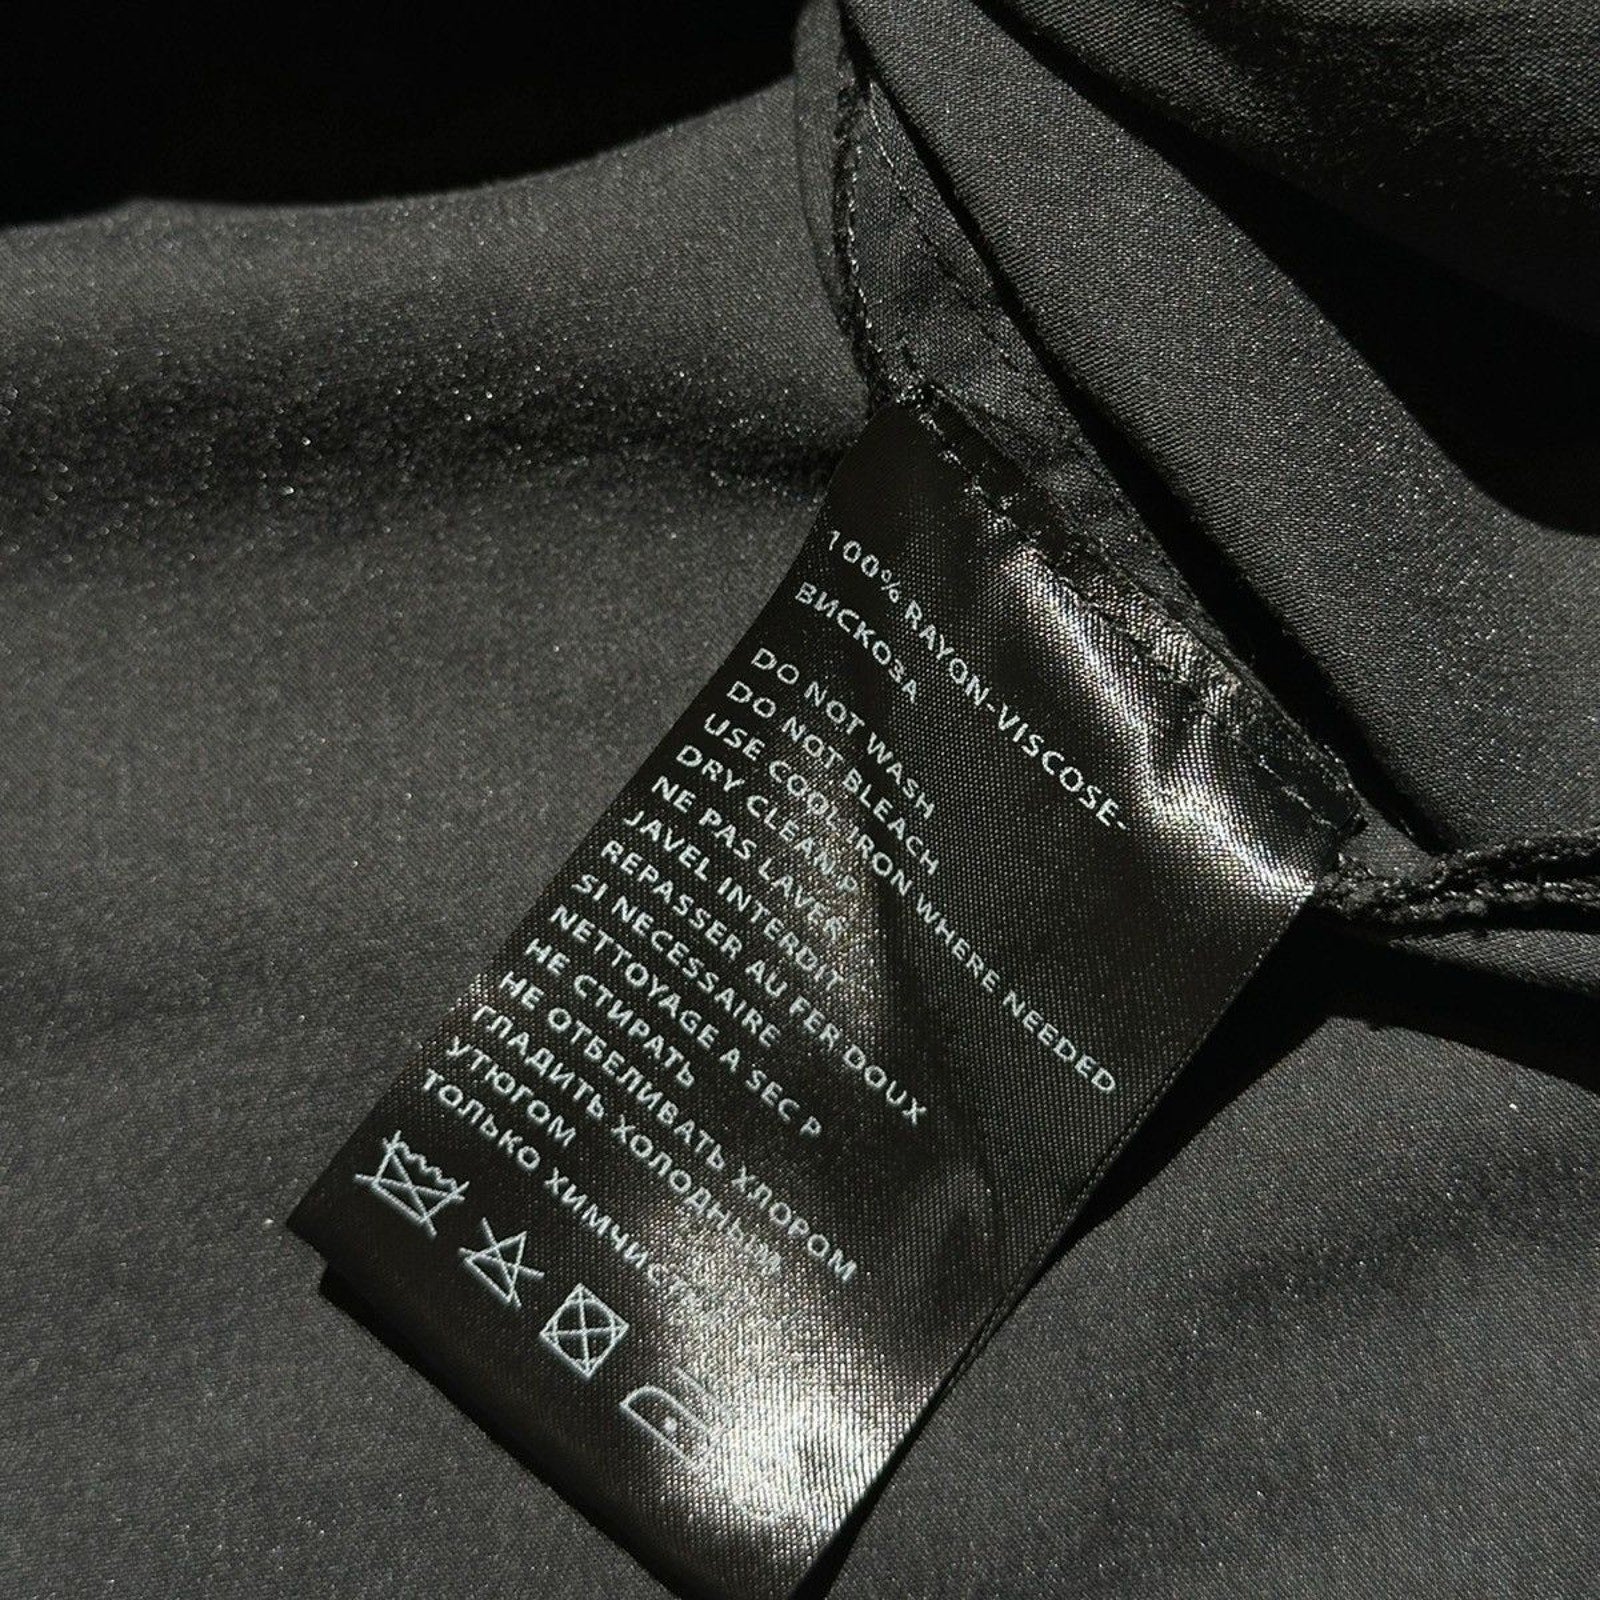 100% RAYON-VISCOSE-
ВИСКОЗА
DO NOT WASH
DO NOT BLEACH
USE COOL IRON WHERE NEEDED
DRY CLEAN P
NE PAS LAVER
JAVEL INTERDIT
REPASSER AU FER DOUX
SI NECESSAIRE
NETTOYAGE A SEC P
НЕ СТИРАТЬ
НЕ ОТБЕЛИВАТЬ ХЛОРОМ
ГЛАДИТЬ ХОЛОДНЫМ
УТЮГОМ
ТОЛЬКО ХИМЧИСТ